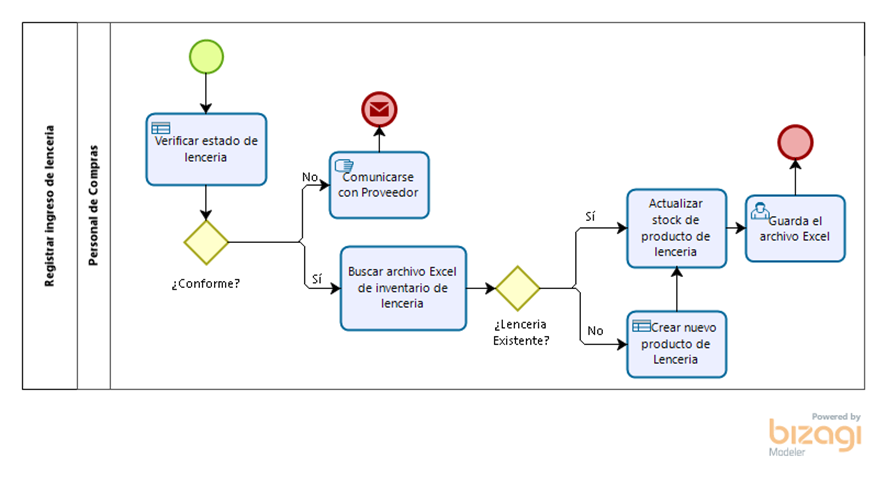 Registrar ingreso de lenceria
Personal de Compras
Verificar estado de
lenceria
¿Conforme?
No
Comunicarse
con Proveedor
Sí
Buscar archivo Excel
de inventario de
lenceria
¿Lenceria
Existente?
Sí
Actualizar
stock de
producto de
lenceria
No
Crear nuevo
producto de
Lenceria
Guarda el
archivo Excel
Powered by
bizagi
Modeler